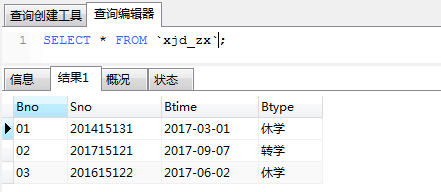 查询创建工具 查询编辑器
1 SELECT * FROM `xjd_zx`;
信息 结果1 概况 状态
Bno Sno Btime Btype
01 201415131 2017-03-01 休学
02 201715121 2017-09-07 转学
03 201615122 2017-06-02 休学